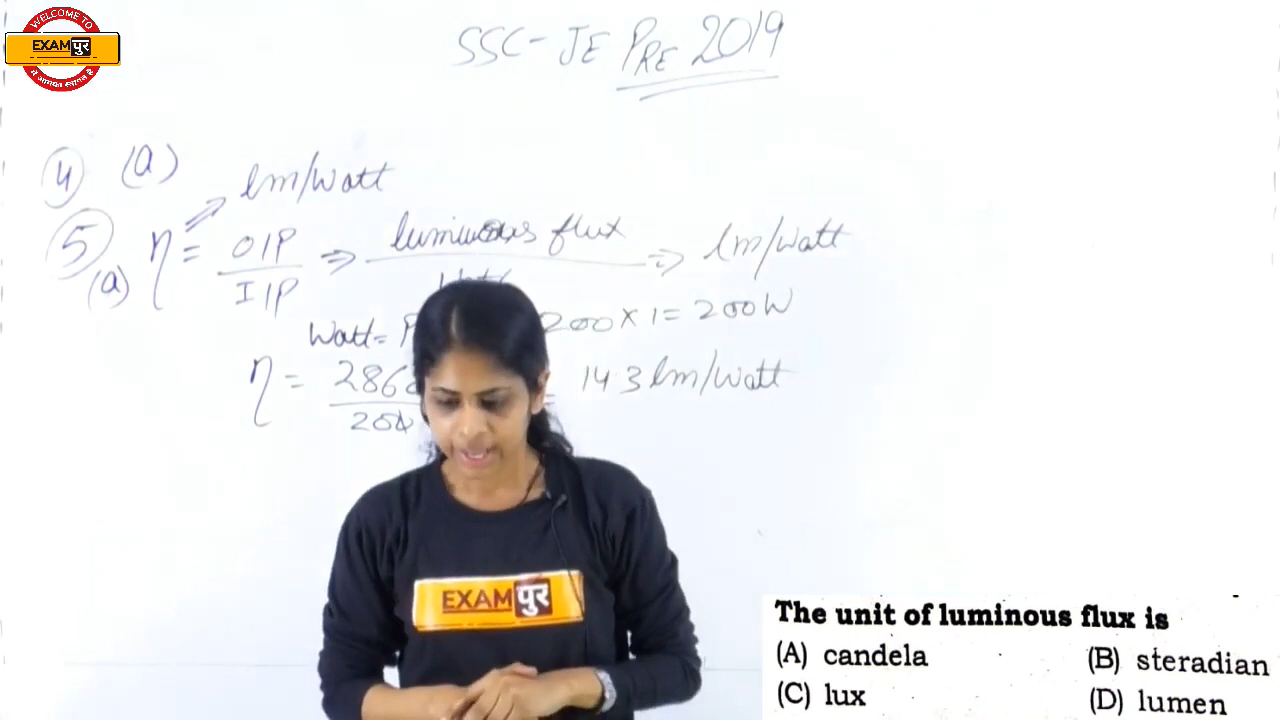 WELCOME TO
EXAMपुर
SSC-JE PRE 2019
4 (a)
lm/watt
5 (a) η = O/P / I/P ⇒ luminous flux ⇒ lm/watt
Watt = P 200 × 1 = 200W
η = 286 / 200 = 143 lm/watt
EXAMपुर
The unit of luminous flux is
(A) candela (B) steradian
(C) lux (D) lumen